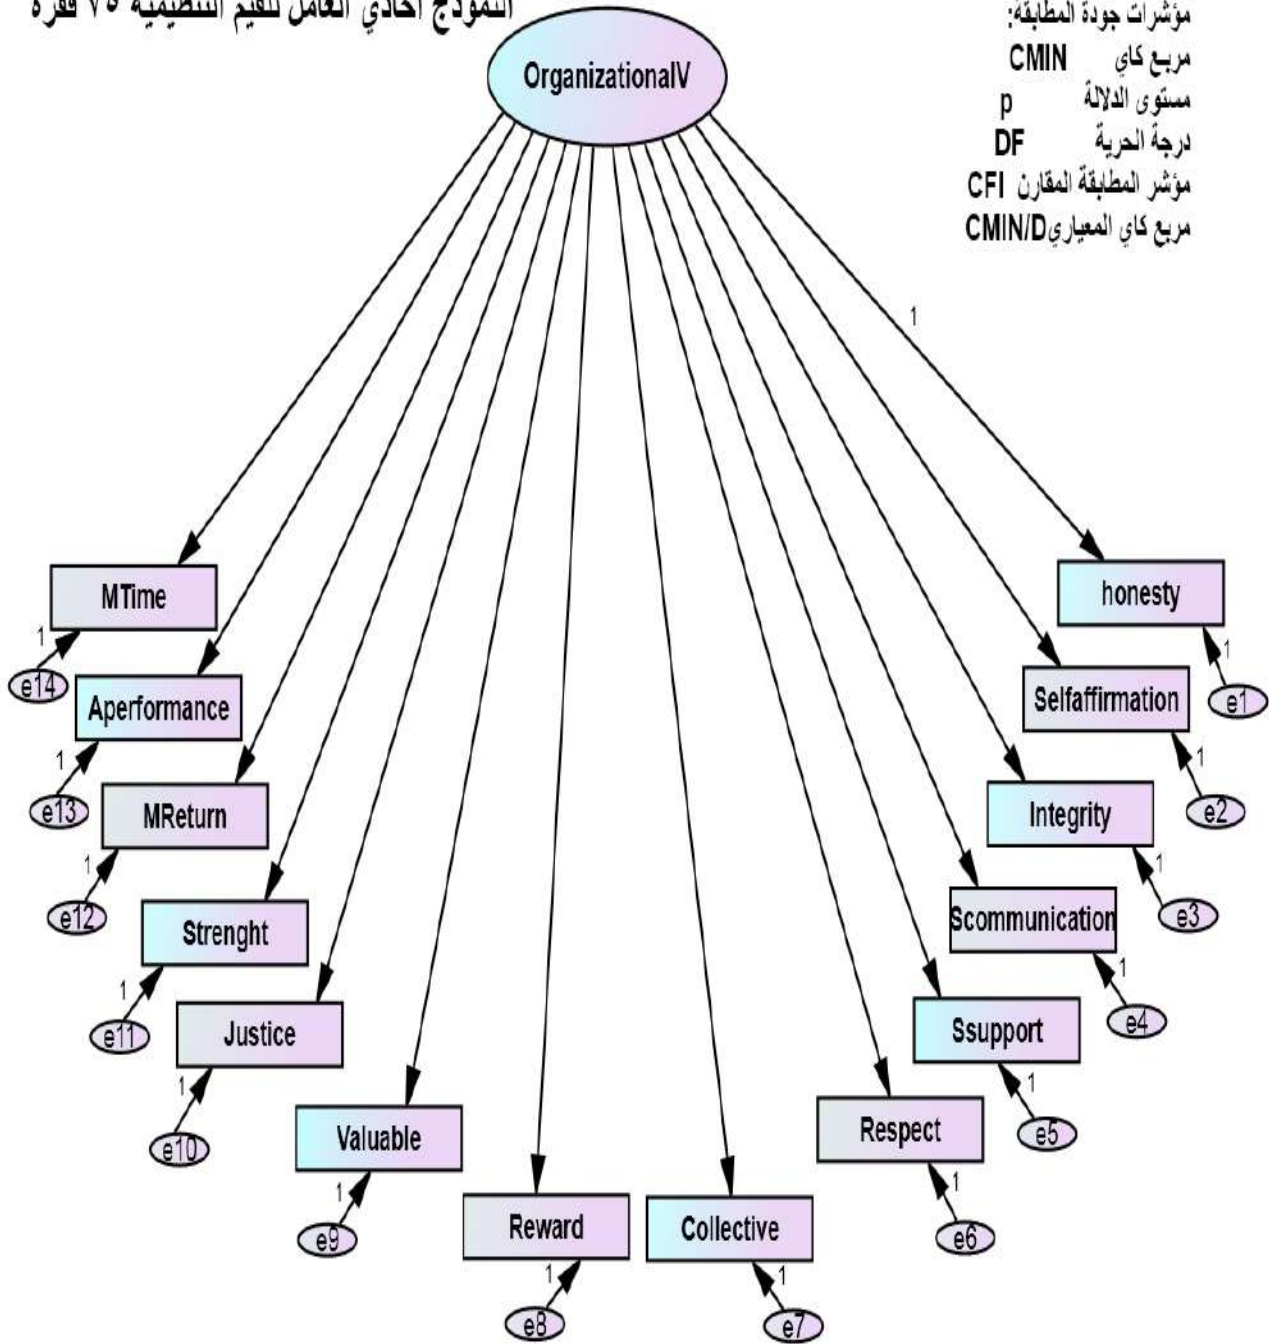 النموذج أحادي العامل للقيم التنظيمية ٧٥ فقرة
مؤشرات جودة المطابقة:
مربع كاي CMIN
مستوى الدلالة p
درجة الحرية DF
مؤشر المطابقة المقارن CFI
مربع كاي المعياري CMIN/D
OrganizationalV
1
MTime
1
e14
Aperformance
1
e13
MReturn
1
e12
Strenght
1
e11
Justice
1
e10
Valuable
1
e9
Reward
1
e8
Collective
1
e7
Respect
1
e6
Ssupport
1
e5
Scommunication
1
e4
Integrity
1
e3
Selfaffirmation
1
e2
honesty
1
e1